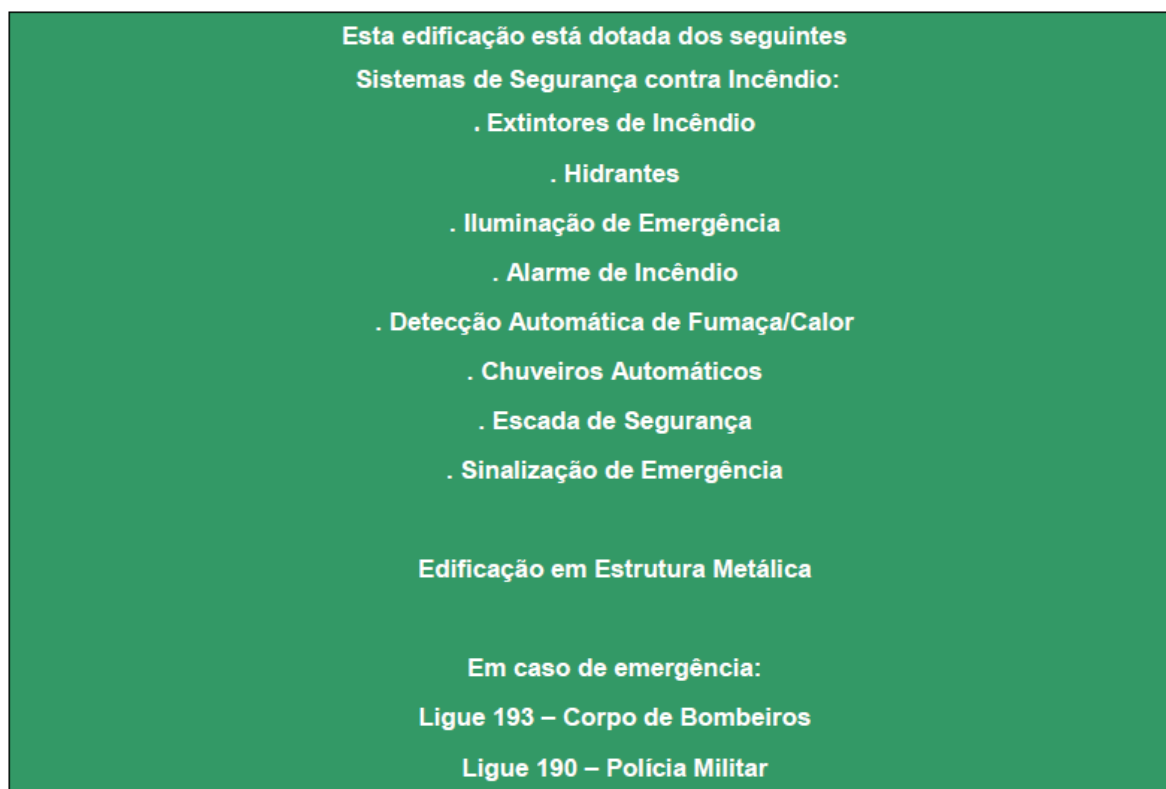 Esta edificação está dotada dos seguintes
Sistemas de Segurança contra Incêndio:
. Extintores de Incêndio
. Hidrantes
. Iluminação de Emergência
. Alarme de Incêndio
. Detecção Automática de Fumaça/Calor
. Chuveiros Automáticos
. Escada de Segurança
. Sinalização de Emergência
Edificação em Estrutura Metálica
Em caso de emergência:
Ligue 193 – Corpo de Bombeiros
Ligue 190 – Polícia Militar